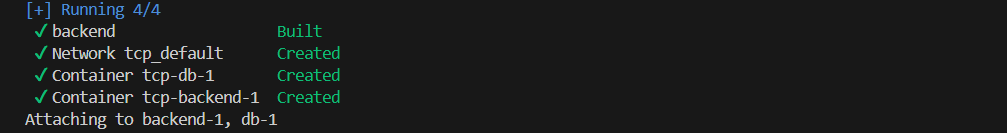 [+] Running 4/4
✔ backend Built
✔ Network tcp_default Created
✔ Container tcp-db-1 Created
✔ Container tcp-backend-1 Created
Attaching to backend-1, db-1